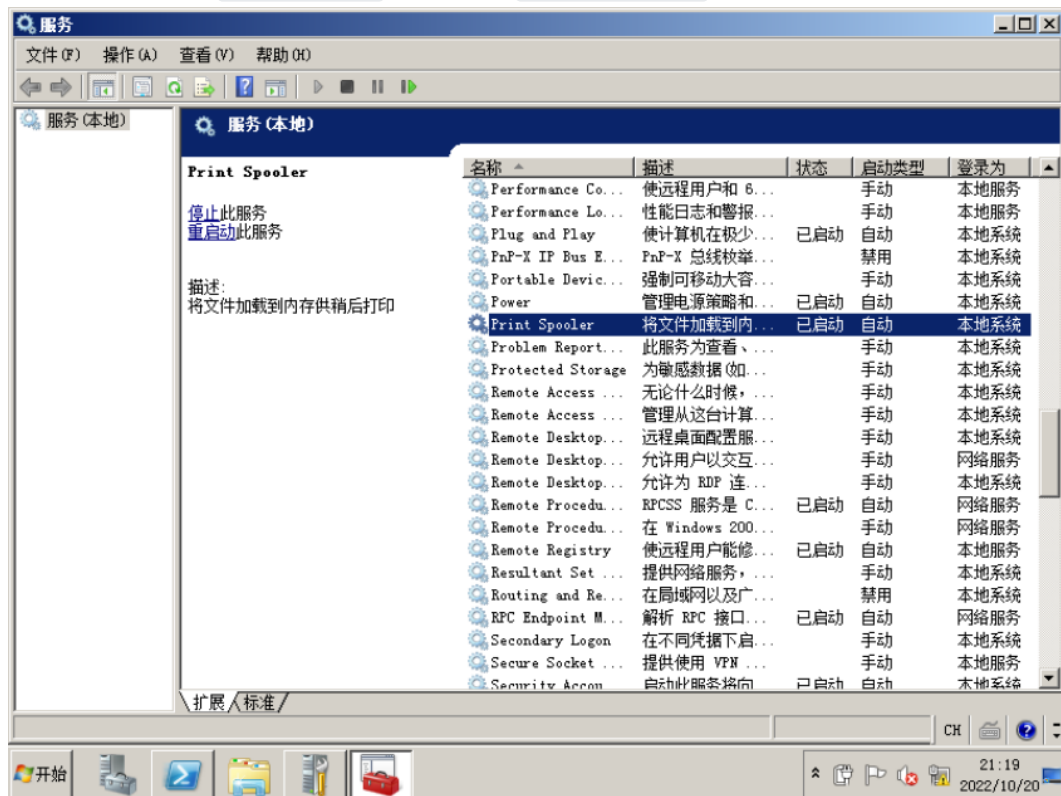 服务
文件(F) 操作(A) 查看(V) 帮助(H)
服务(本地)
服务(本地)
Print Spooler
停止此服务
重启动此服务
描述:
将文件加载到内存供稍后打印
名称 描述 状态 启动类型 登录为
Performance Co... 使远程用户和 6... 手动 本地服务
Performance Lo... 性能日志和警报... 手动 本地服务
Plug and Play 使计算机在极少... 已启动 自动 本地系统
PnP-X IP Bus E... PnP-X 总线枚举... 禁用 本地系统
Portable Devic... 强制可移动大容... 手动 本地系统
Power 管理电源策略和... 已启动 自动 本地系统
Print Spooler 将文件加载到内... 已启动 自动 本地系统
Problem Report... 此服务为查看、... 手动 本地系统
Protected Storage 为敏感数据(如... 手动 本地系统
Remote Access ... 无论什么时候，... 手动 本地系统
Remote Access ... 管理从这台计算... 手动 本地系统
Remote Desktop... 远程桌面配置服... 手动 本地系统
Remote Desktop... 允许用户以交互... 手动 网络服务
Remote Desktop... 允许为 RDP 连... 手动 本地系统
Remote Procedu... RPCSS 服务是 C... 已启动 自动 网络服务
Remote Procedu... 在 Windows 200... 手动 网络服务
Remote Registry 使远程用户能修... 已启动 自动 本地服务
Resultant Set ... 提供网络服务，... 手动 本地系统
Routing and Re... 在局域网以及广... 禁用 本地系统
RPC Endpoint M... 解析 RPC 接口... 已启动 自动 网络服务
Secondary Logon 在不同凭据下启... 手动 本地系统
Secure Socket ... 提供使用 VPN ... 手动 本地服务
Security Accou 启动此服务将向 已启动 自动 本地系统
扩展 标准
CH
开始
21:19
2022/10/20